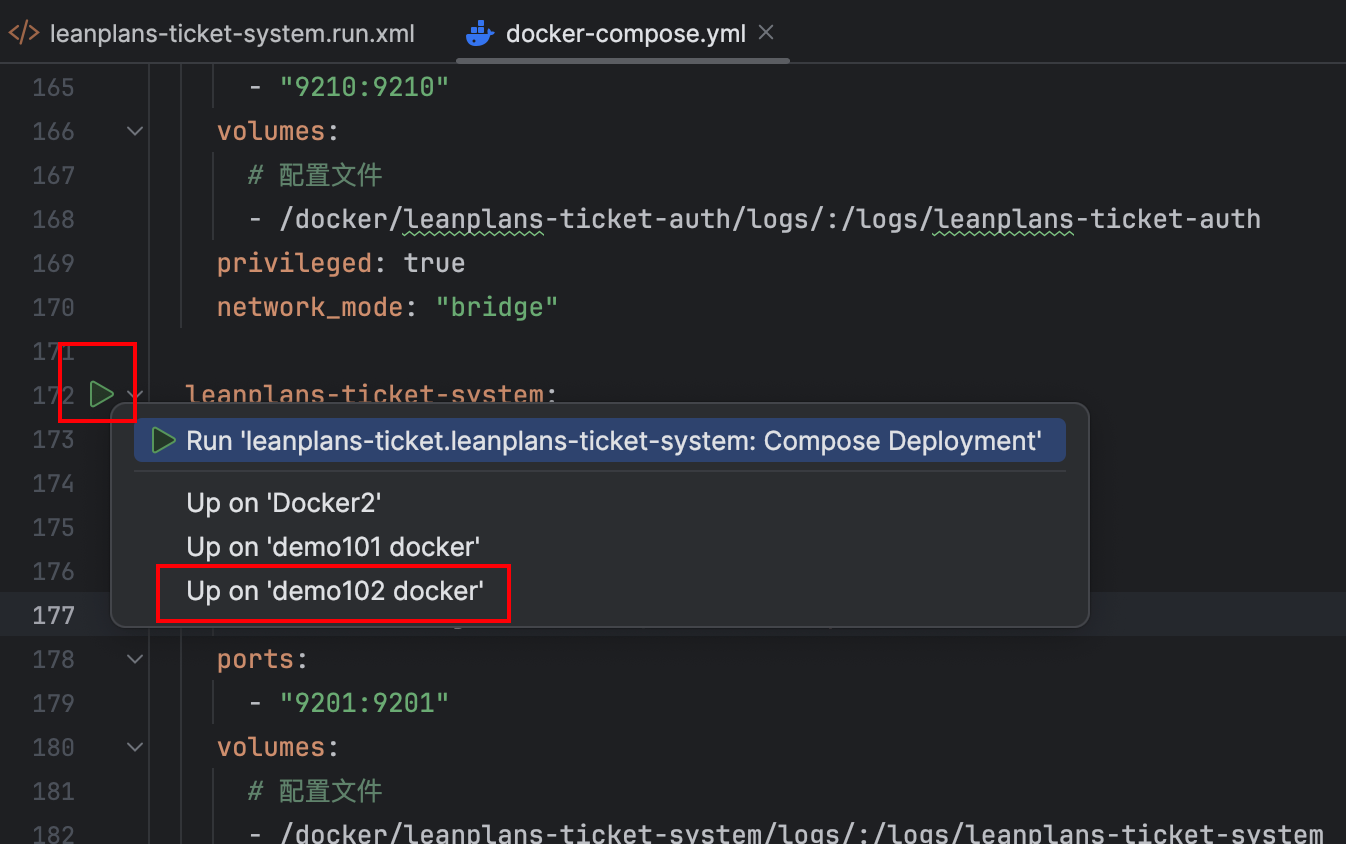 leanplans-ticket-system.run.xml docker-compose.yml
165 - "9210:9210"
166 volumes:
167 # 配置文件
168 - /docker/leanplans-ticket-auth/logs/:/logs/leanplans-ticket-auth
169 privileged: true
170 network_mode: "bridge"
171
172 leanplans-ticket-system:
173 Run 'leanplans-ticket.leanplans-ticket-system: Compose Deployment'
174 Up on 'Docker2'
175
Up on 'demo101 docker'
176 Up on 'demo102 docker'
177
178 ports:
179 - "9201:9201"
180 volumes:
181 # 配置文件
182 - /docker/leanplans-ticket-system/logs/:/logs/leanplans-ticket-system